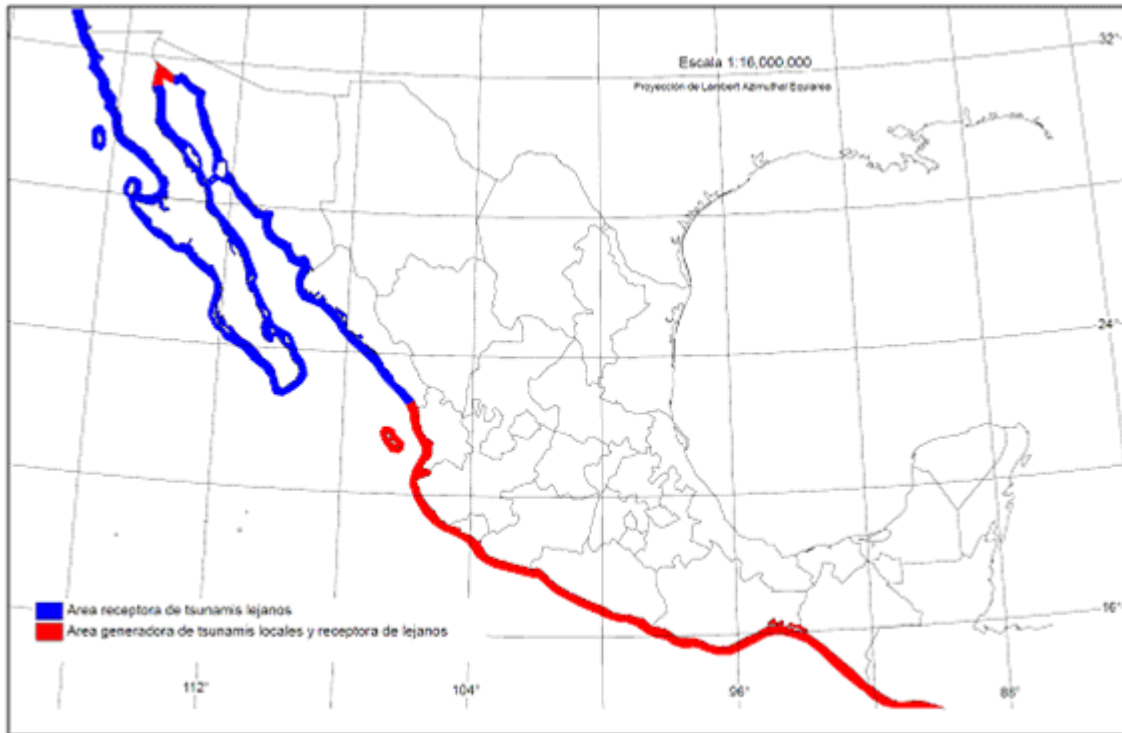 32°
Escala 1:16,000,000
Proyección de Lambert Azimuthal Equiarea
24°
Area receptora de tsunamis lejanos
Area generadora de tsunamis locales y receptora de lejanos
16°
112°
104°
96°
88°